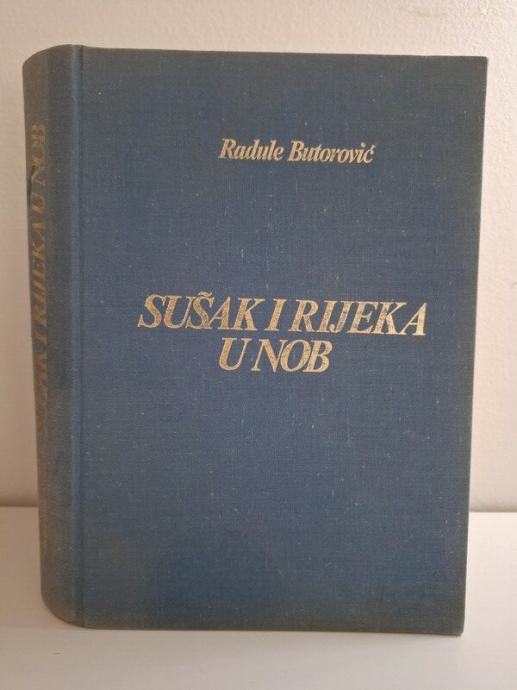 Radule Butorović
SUŠAK I RIJEKA
U NOB
SUŠAK I RIJEKA U NOB